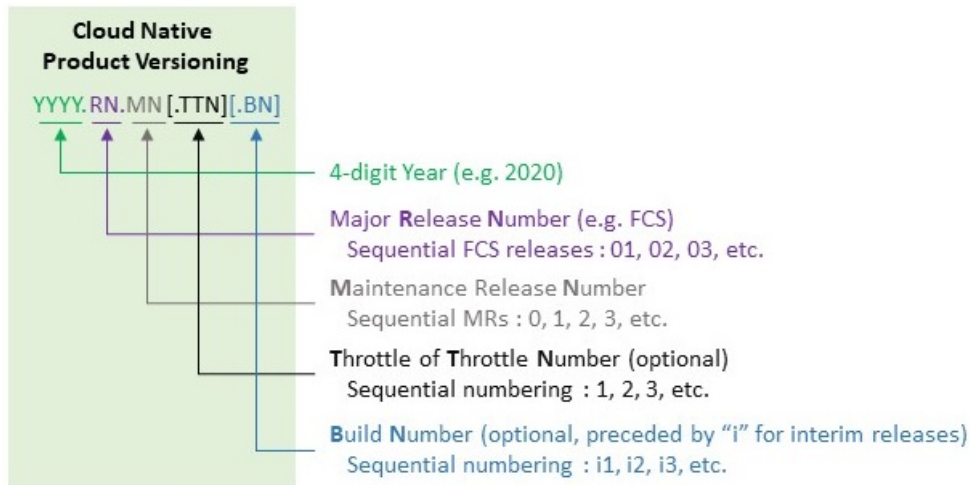 Cloud Native
Product Versioning
YYYY.RN.MN[.TTN][.BN]
4-digit Year (e.g. 2020)
Major Release Number (e.g. FCS)
Sequential FCS releases : 01, 02, 03, etc.
Maintenance Release Number
Sequential MRs : 0, 1, 2, 3, etc.
Throttle of Throttle Number (optional)
Sequential numbering : 1, 2, 3, etc.
Build Number (optional, preceded by “i” for interim releases)
Sequential numbering : i1, i2, i3, etc.